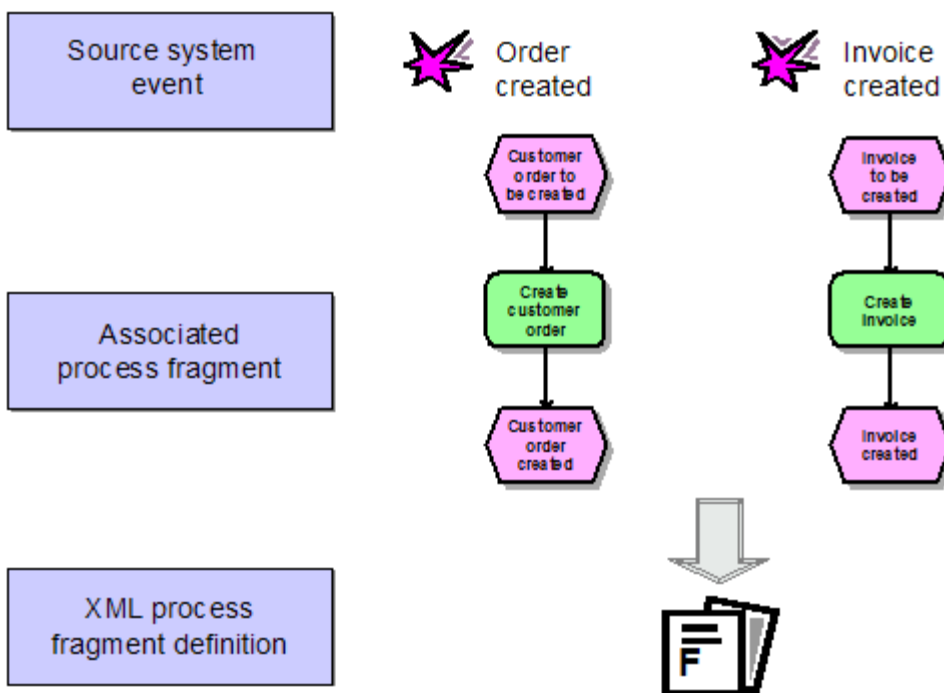 Source system
event
Order
created
Invoice
created
Customer
order to
be created
Invoice
to be
created
Associated
process fragment
Create
customer
order
Create
Invoice
Customer
order
created
Invoice
created
XML process
fragment definition
F